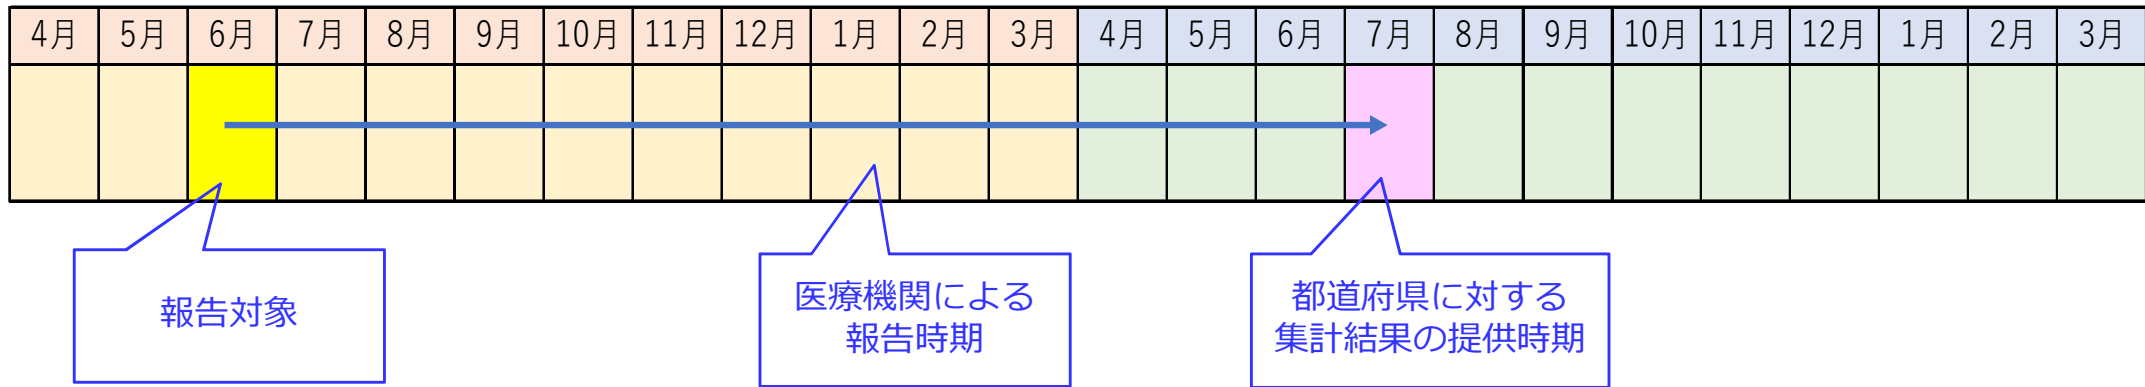 4月 5月 6月 7月 8月 9月 10月 11月 12月 1月 2月 3月 4月 5月 6月 7月 8月 9月 10月 11月 12月 1月 2月 3月
報告対象
医療機関による
報告時期
都道府県に対する
集計結果の提供時期